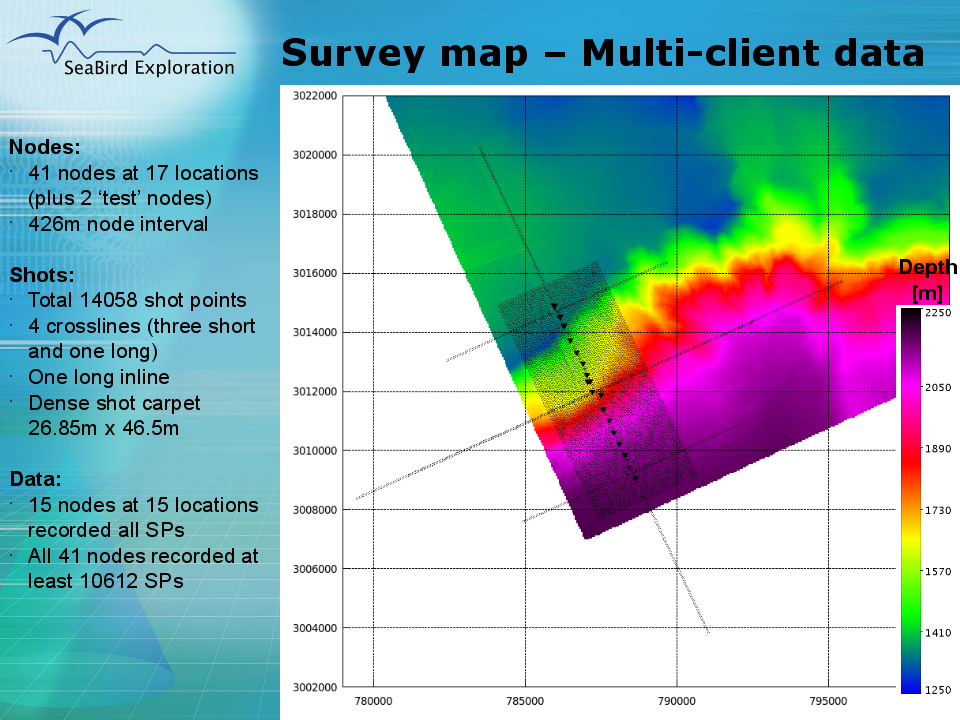 SeaBird Exploration
Survey map – Multi-client data
Nodes:
· 41 nodes at 17 locations
(plus 2 ‘test’ nodes)
· 426m node interval
Shots:
· Total 14058 shot points
· 4 crosslines (three short
and one long)
· One long inline
· Dense shot carpet
26.85m x 46.5m
Data:
· 15 nodes at 15 locations
recorded all SPs
· All 41 nodes recorded at
least 10612 SPs
3022000
3020000
3018000
3016000
3014000
3012000
3010000
3008000
3006000
3004000
3002000
780000
785000
790000
795000
Depth
[m]
2250
2050
1890
1730
1570
1410
1250